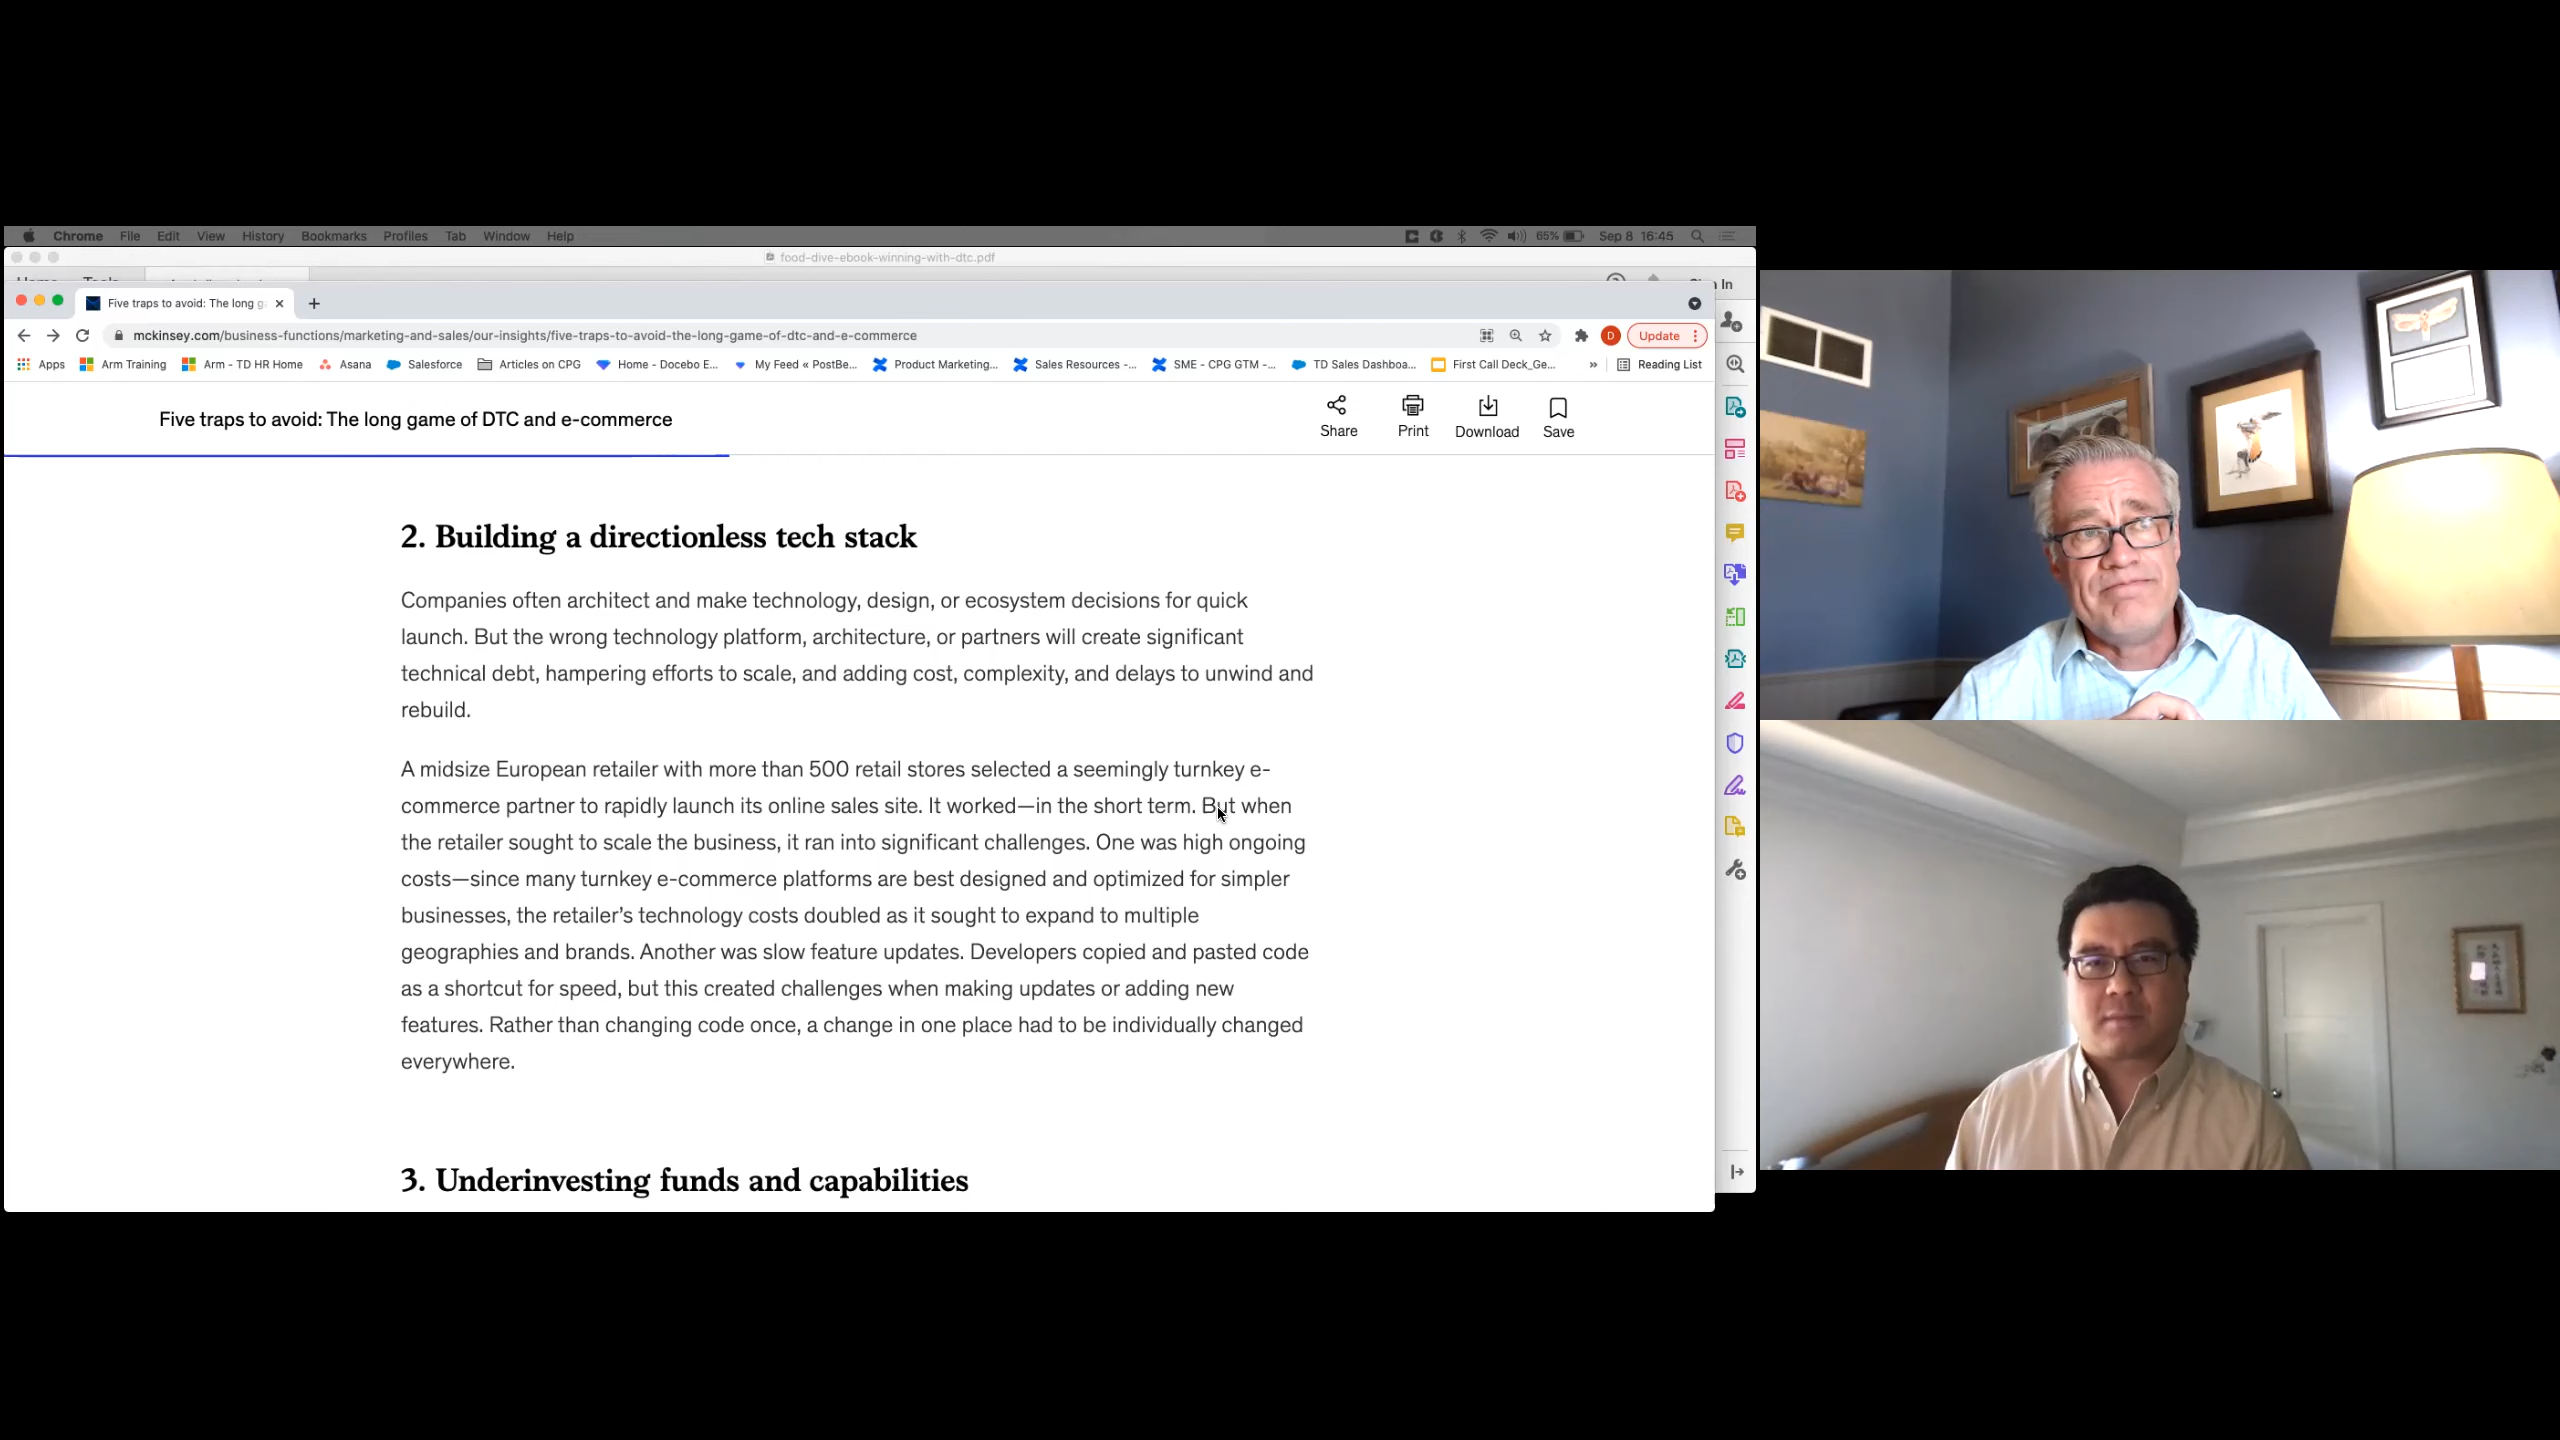 Chrome File Edit View History Bookmarks Profiles Tab Window Help 65% Sep 8 16:45
food-dive-ebook-winning-with-dtc.pdf
Five traps to avoid: The long g
mckinsey.com/business-functions/marketing-and-sales/our-insights/five-traps-to-avoid-the-long-game-of-dtc-and-e-commerce D Update
Apps Arm Training Arm - TD HR Home Asana Salesforce Articles on CPG Home - Docebo E... My Feed « PostBe... Product Marketing... Sales Resources -... SME - CPG GTM -... TD Sales Dashboa... First Call Deck_Ge... » Reading List
Five traps to avoid: The long game of DTC and e-commerce
Share Print Download Save
2. Building a directionless tech stack
Companies often architect and make technology, design, or ecosystem decisions for quick
launch. But the wrong technology platform, architecture, or partners will create significant
technical debt, hampering efforts to scale, and adding cost, complexity, and delays to unwind and
rebuild.
A midsize European retailer with more than 500 retail stores selected a seemingly turnkey e-
commerce partner to rapidly launch its online sales site. It worked—in the short term. But when
the retailer sought to scale the business, it ran into significant challenges. One was high ongoing
costs—since many turnkey e-commerce platforms are best designed and optimized for simpler
businesses, the retailer’s technology costs doubled as it sought to expand to multiple
geographies and brands. Another was slow feature updates. Developers copied and pasted code
as a shortcut for speed, but this created challenges when making updates or adding new
features. Rather than changing code once, a change in one place had to be individually changed
everywhere.
3. Underinvesting funds and capabilities